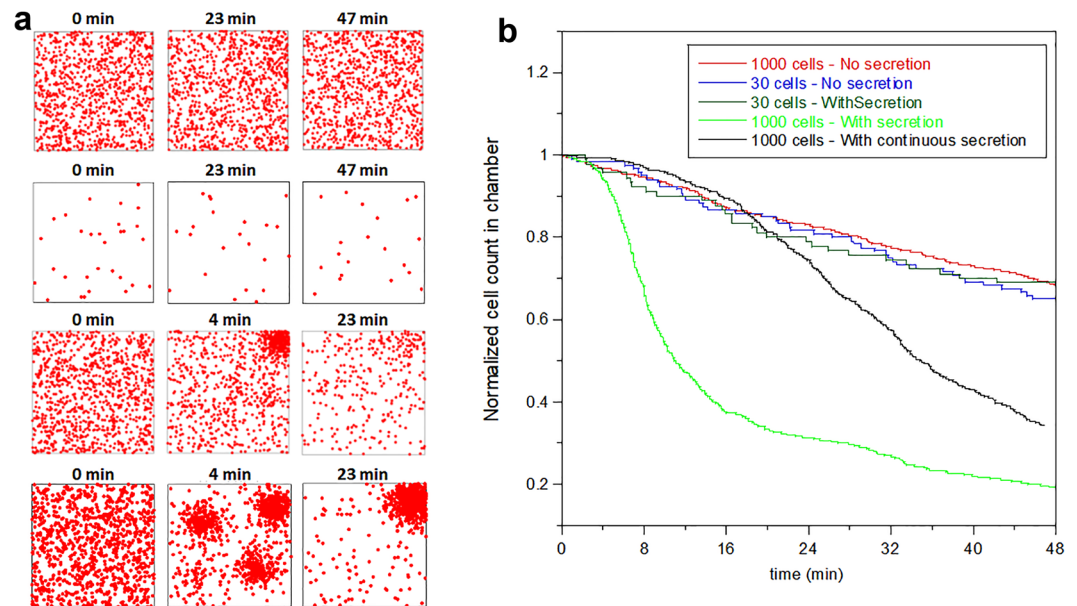 a
0 min 23 min 47 min
0 min 23 min 47 min
0 min 4 min 23 min
0 min 4 min 23 min
b
1000 cells - No secretion
30 cells - No secretion
30 cells - WithSecretion
1000 cells - With secretion
1000 cells - With continuous secretion
Normalized cell count in chamber
1.2
1
0.8
0.6
0.4
0.2
0 8 16 24 32 40 48
time (min)